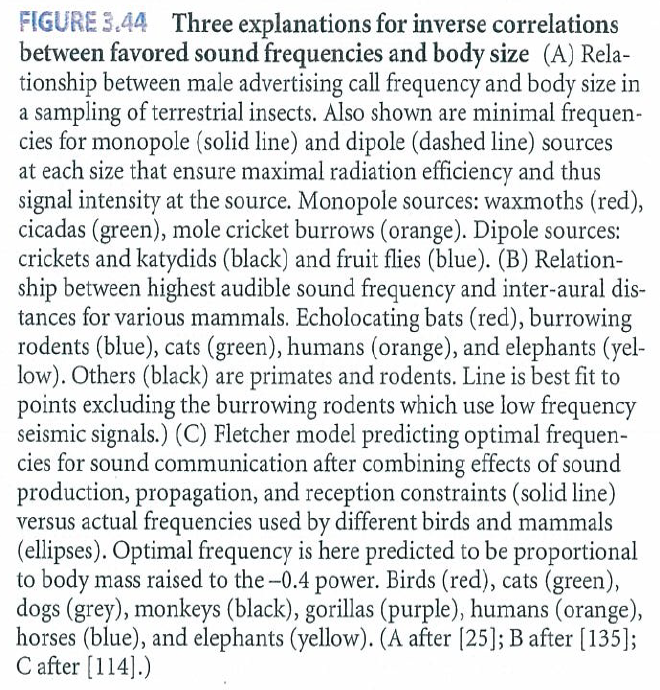 FIGURE 3.44 Three explanations for inverse correlations
between favored sound frequencies and body size (A) Rela-
tionship between male advertising call frequency and body size in
a sampling of terrestrial insects. Also shown are minimal frequen-
cies for monopole (solid line) and dipole (dashed line) sources
at each size that ensure maximal radiation efficiency and thus
signal intensity at the source. Monopole sources: waxmoths (red),
cicadas (green), mole cricket burrows (orange). Dipole sources:
crickets and katydids (black) and fruit flies (blue). (B) Relation-
ship between highest audible sound frequency and inter-aural dis-
tances for various mammals. Echolocating bats (red), burrowing
rodents (blue), cats (green), humans (orange), and elephants (yel-
low). Others (black) are primates and rodents. Line is best fit to
points excluding the burrowing rodents which use low frequency
seismic signals.) (C) Fletcher model predicting optimal frequen-
cies for sound communication after combining effects of sound
production, propagation, and reception constraints (solid line)
versus actual frequencies used by different birds and mammals
(ellipses). Optimal frequency is here predicted to be proportional
to body mass raised to the –0.4 power. Birds (red), cats (green),
dogs (grey), monkeys (black), gorillas (purple), humans (orange),
horses (blue), and elephants (yellow). (A after [25]; B after [135];
C after [114].)